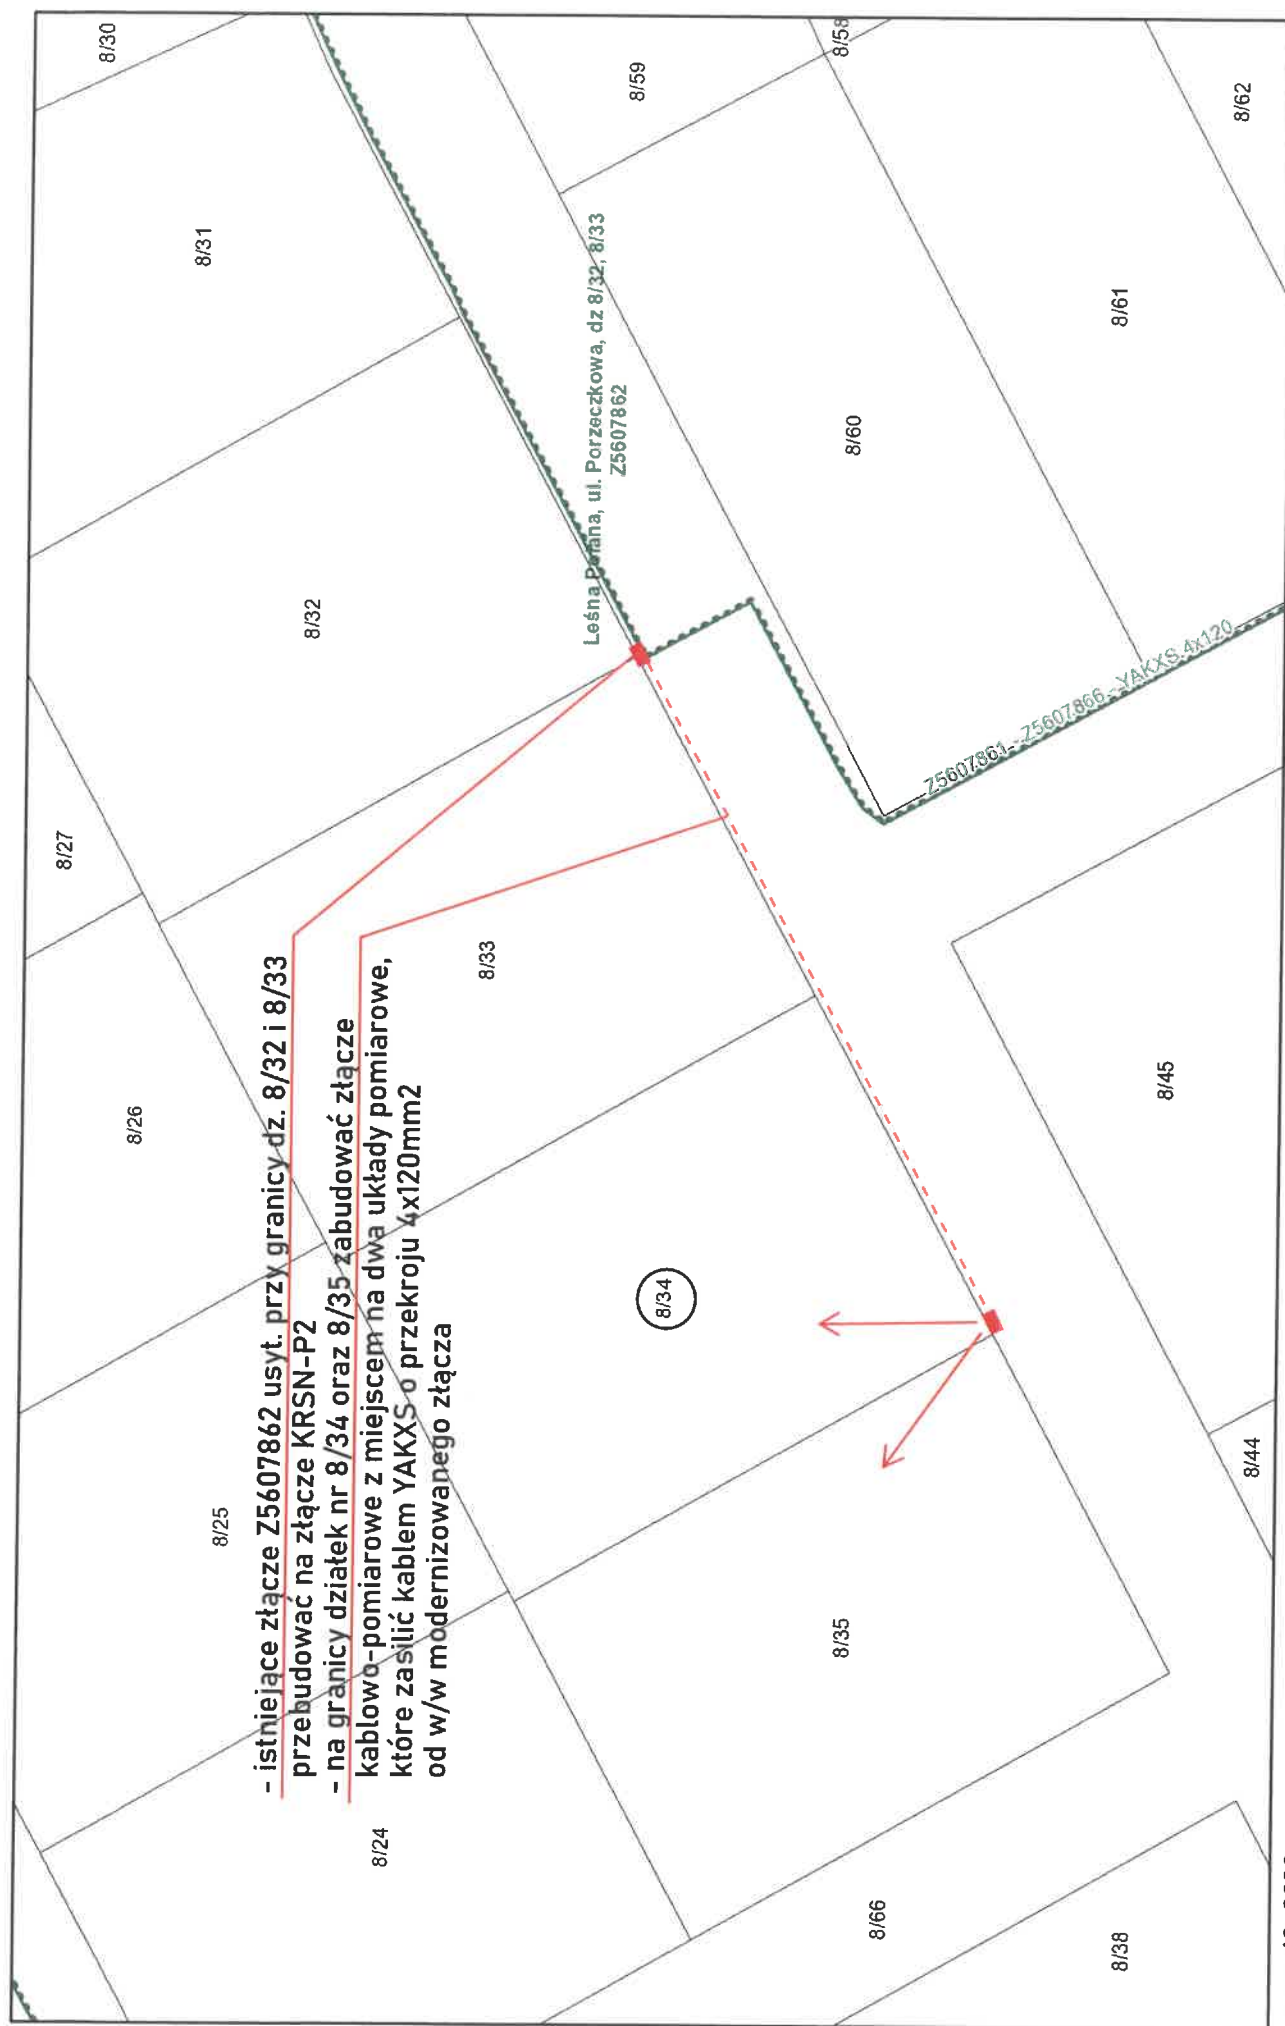 - istniejące złącze Z5607862 usyt. przy granicy dz. 8/32 i 8/33
przebudować na złącze KRSN-P2
- na granicy działek nr 8/34 oraz 8/35 zabudować złącze
kablowo-pomiarowe z miejscem na dwa układy pomiarowe,
które zasilić kablem YAKXS o przekroju 4x120mm2
od w/w modernizowanego złącza
Leśna Polana, ul. Porzeczkowa, dz 8/32, 8/33
Z5607862
Z5607861 - Z5607866 - YAKXS 4x120
8/30
8/31
8/27
8/32
8/26
8/33
8/25
8/34
8/24
8/35
8/66
8/38
8/59
8/58
8/62
8/61
8/60
8/45
8/44